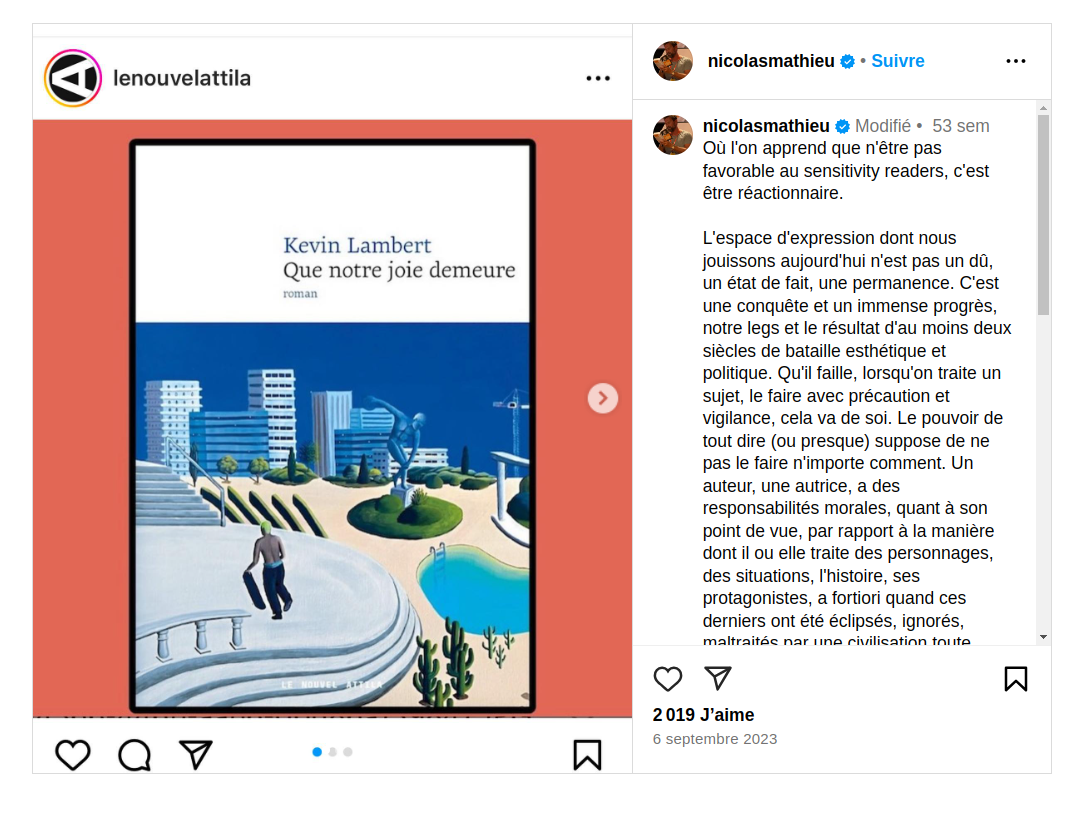 lenouvelattila
Kevin Lambert
Que notre joie demeure
roman
LE NOUVEL ATTILA
nicolasmathieu • Suivre
nicolasmathieu Modifié • 53 sem
Où l'on apprend que n'être pas
favorable au sensitivity readers, c'est
être réactionnaire.
L'espace d'expression dont nous
jouissons aujourd'hui n'est pas un dû,
un état de fait, une permanence. C'est
une conquête et un immense progrès,
notre legs et le résultat d'au moins deux
siècles de bataille esthétique et
politique. Qu'il faille, lorsqu'on traite un
sujet, le faire avec précaution et
vigilance, cela va de soi. Le pouvoir de
tout dire (ou presque) suppose de ne
pas le faire n'importe comment. Un
auteur, une autrice, a des
responsabilités morales, quant à son
point de vue, par rapport à la manière
dont il ou elle traite des personnages,
des situations, l'histoire, ses
protagonistes, a fortiori quand ces
derniers ont été éclipsés, ignorés,
maltraités par une civilisation toute
2 019 J’aime
6 septembre 2023